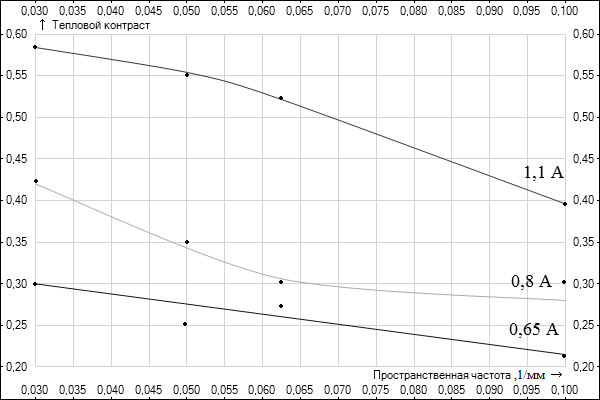 0,030 0,035 0,040 0,045 0,050 0,055 0,060 0,065 0,070 0,075 0,080 0,085 0,090 0,095 0,100
↑ Тепловой контраст
0,60 0,60
0,55 0,55
0,50 0,50
0,45 0,45
1,1 А
0,40 0,40
0,35 0,35
0,30 0,8 А 0,30
0,25 0,65 А 0,25
0,20 Пространственная частота ,1/мм → 0,20
0,030 0,035 0,040 0,045 0,050 0,055 0,060 0,065 0,070 0,075 0,080 0,085 0,090 0,095 0,100